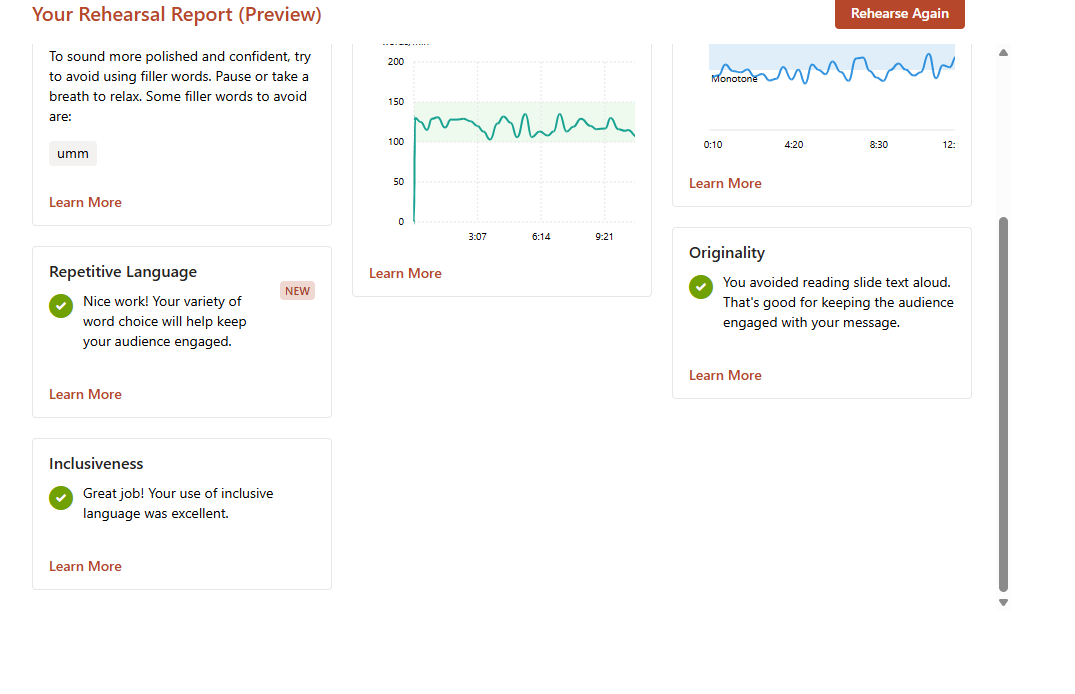 Your Rehearsal Report (Preview)
Rehearse Again
To sound more polished and confident, try
to avoid using filler words. Pause or take a
breath to relax. Some filler words to avoid
are:
umm
Learn More
Repetitive Language
NEW
Nice work! Your variety of
word choice will help keep
your audience engaged.
Learn More
Inclusiveness
Great job! Your use of inclusive
language was excellent.
Learn More
200
150
100
50
0
3:07 6:14 9:21
Learn More
Monotone
0:10 4:20 8:30 12:
Learn More
Originality
You avoided reading slide text aloud.
That's good for keeping the audience
engaged with your message.
Learn More